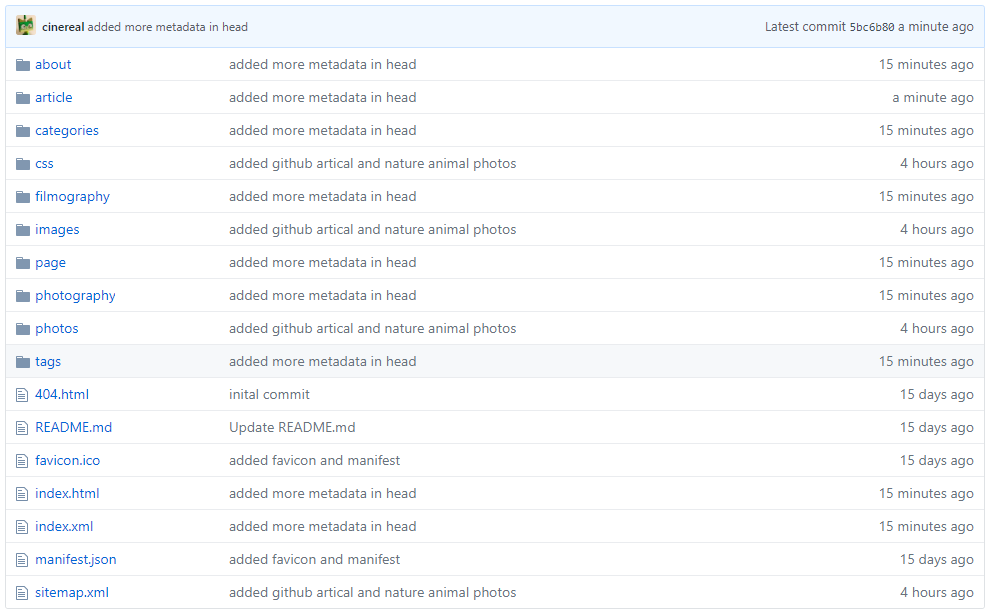 cinereal added more metadata in head Latest commit 5bc6b80 a minute ago
about added more metadata in head 15 minutes ago
article added more metadata in head a minute ago
categories added more metadata in head 15 minutes ago
css added github artical and nature animal photos 4 hours ago
filmography added more metadata in head 15 minutes ago
images added github artical and nature animal photos 4 hours ago
page added more metadata in head 15 minutes ago
photography added more metadata in head 15 minutes ago
photos added github artical and nature animal photos 4 hours ago
tags added more metadata in head 15 minutes ago
404.html inital commit 15 days ago
README.md Update README.md 15 days ago
favicon.ico added favicon and manifest 15 days ago
index.html added more metadata in head 15 minutes ago
index.xml added more metadata in head 15 minutes ago
manifest.json added favicon and manifest 15 days ago
sitemap.xml added github artical and nature animal photos 4 hours ago